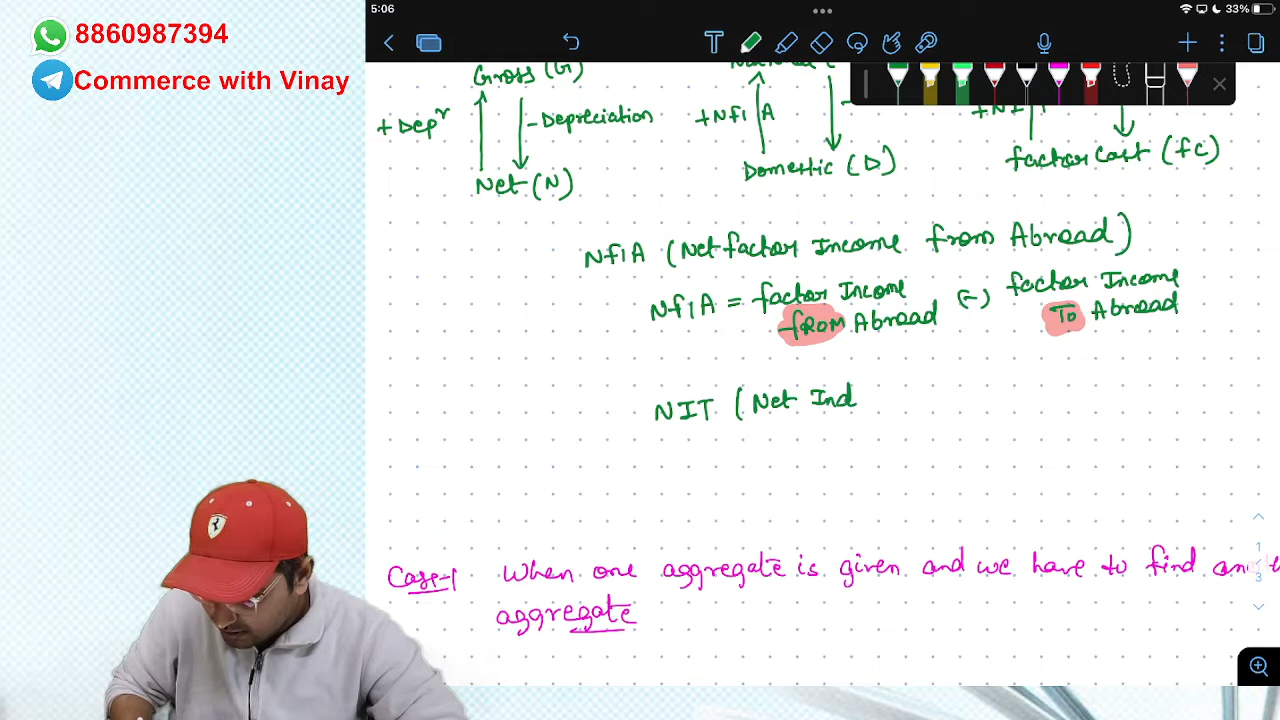 8860987394
Commerce with Vinay
5:06
33%
Gross (G)
+ Depr
- Depreciation
Net (N)
+ NfIA
Domestic (D)
factor Cost (fC)
NfIA (Net factor Income from Abroad)
NfIA = factor Income (-) factor Income
fROM Abroad To Abroad
NIT (Net Ind
Case-1 When one aggregate is given and we have to find an
aggregate